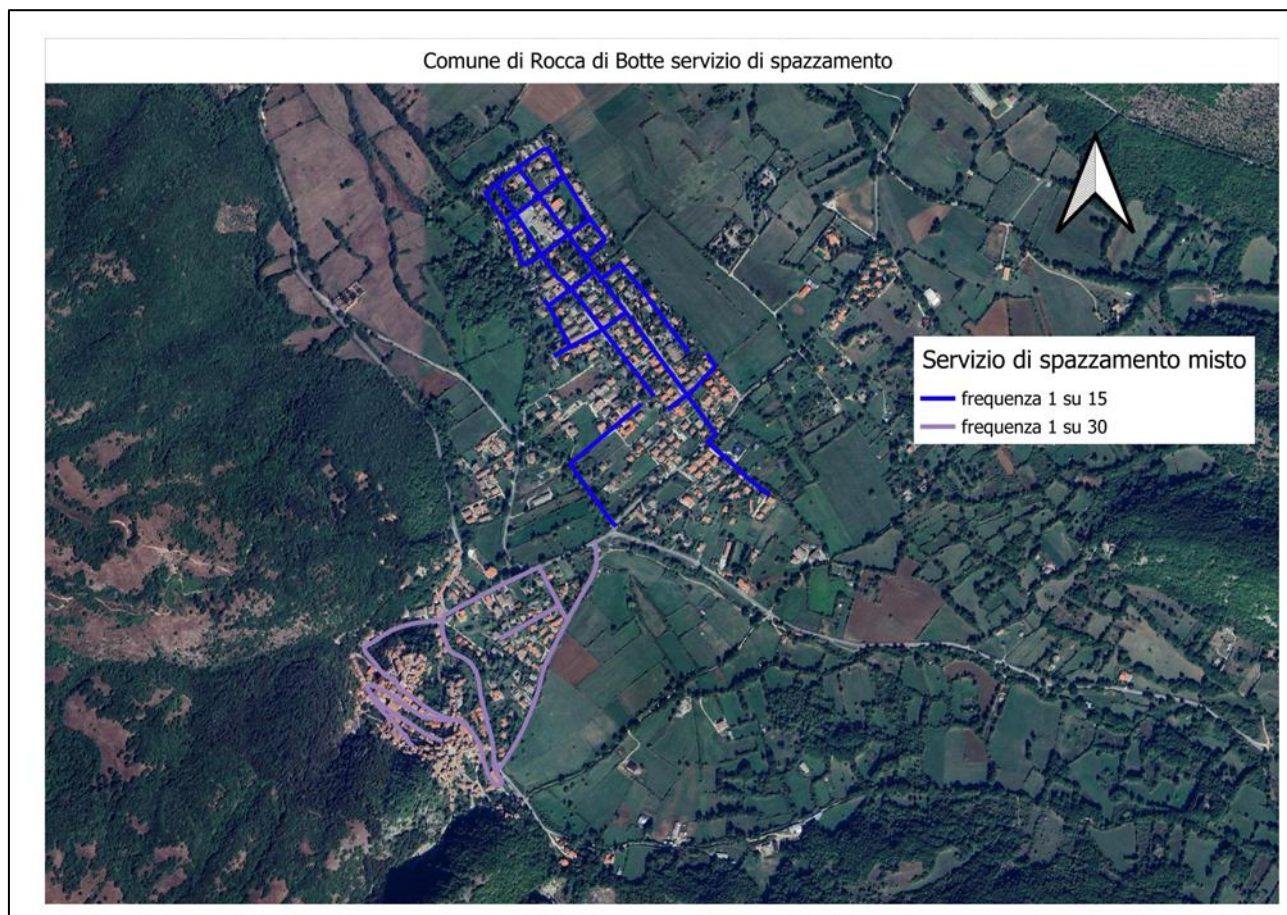 Comune di Rocca di Botte servizio di spazzamento
Servizio di spazzamento misto
frequenza 1 su 15
frequenza 1 su 30